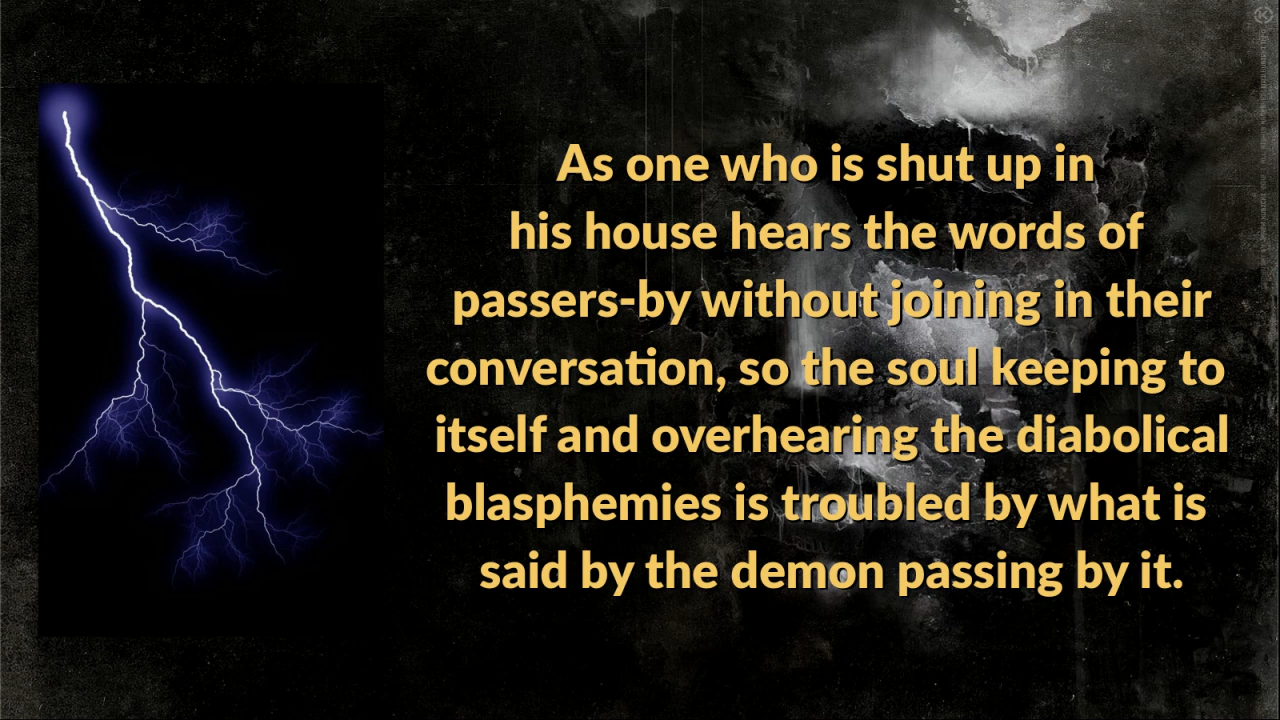 As one who is shut up in
his house hears the words of
passers-by without joining in their
conversation, so the soul keeping to
itself and overhearing the diabolical
blasphemies is troubled by what is
said by the demon passing by it.